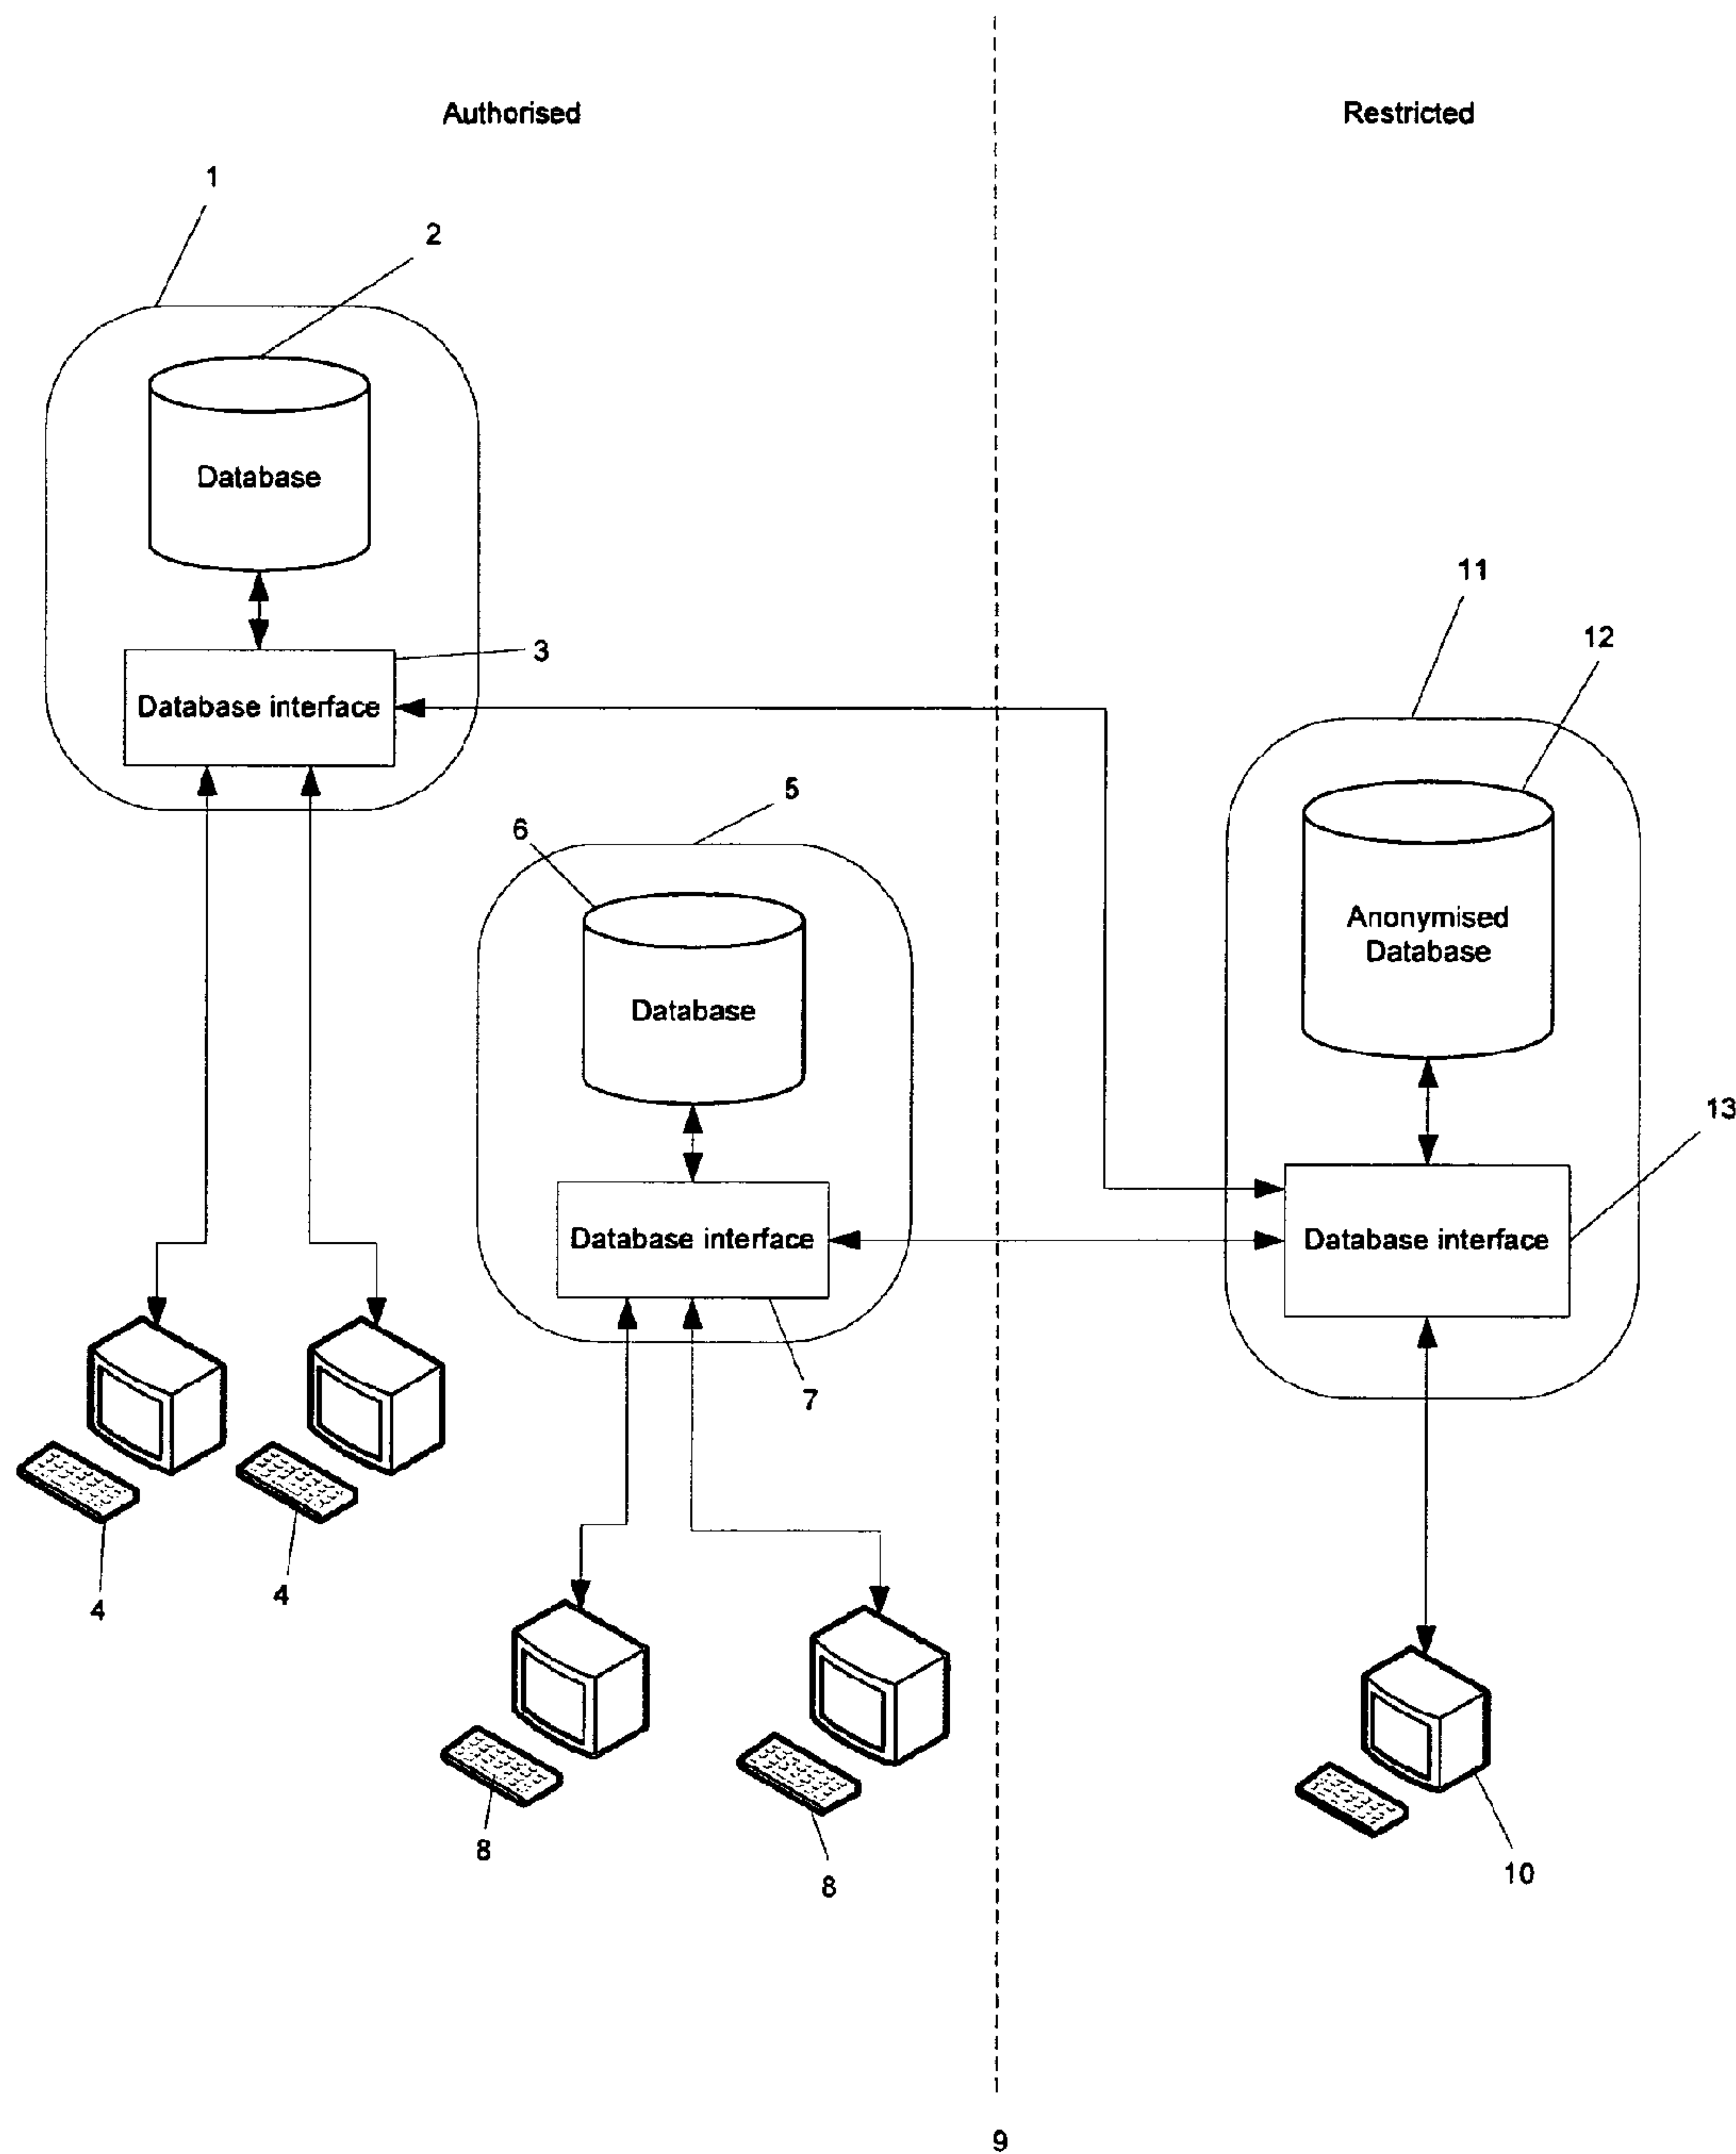 Authorised
Restricted
1
2
Database
3
Database interface
11
12
5
6
Anonymised
Database
Database
13
Database interface
Database interface
7
4
4
8
8
10
9